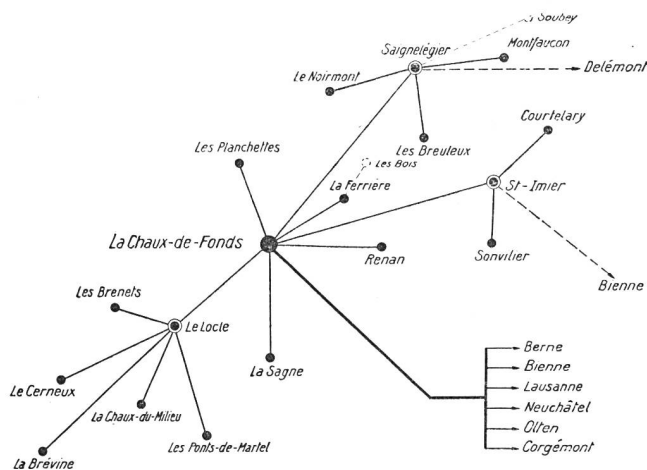 Soubey
Saignelégier
Montfaucon
Le Noirmont
Delémont
Courtelary
Les Planchettes
Les Breuleux
Les Bois
La Ferrière
St-Imier
La Chaux-de-Fonds
Renan
Sonvilier
Bienne
Les Brenets
Le Locle
Berne
La Sagne
Bienne
Le Cerneux
Lausanne
La Chaux-du-Milieu
Neuchâtel
Les Ponts-de-Martel
Olten
La Brévine
Corgémont